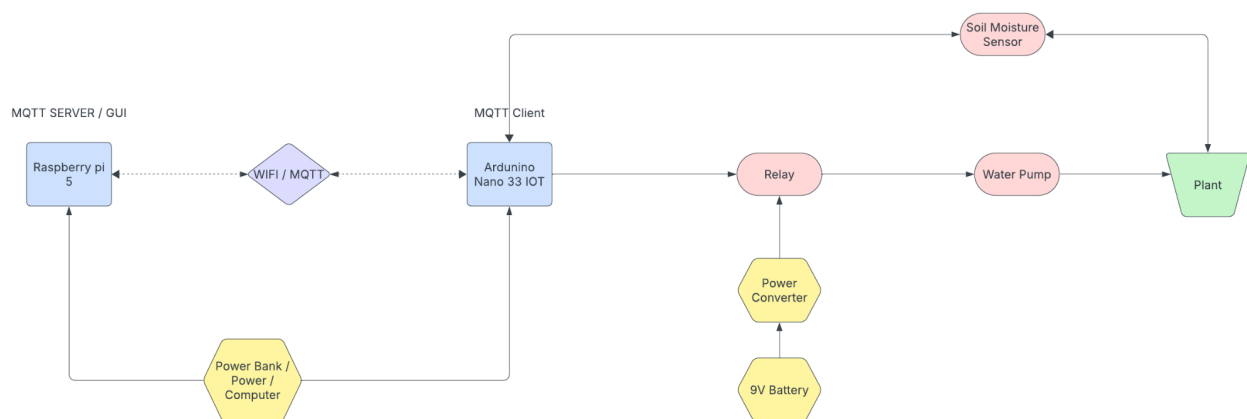 Soil Moisture
Sensor
MQTT SERVER / GUI
MQTT Client
Raspberry pi
5
WIFI / MQTT
Ardunino
Nano 33 IOT
Relay
Water Pump
Plant
Power
Converter
Power Bank /
Power /
Computer
9V Battery